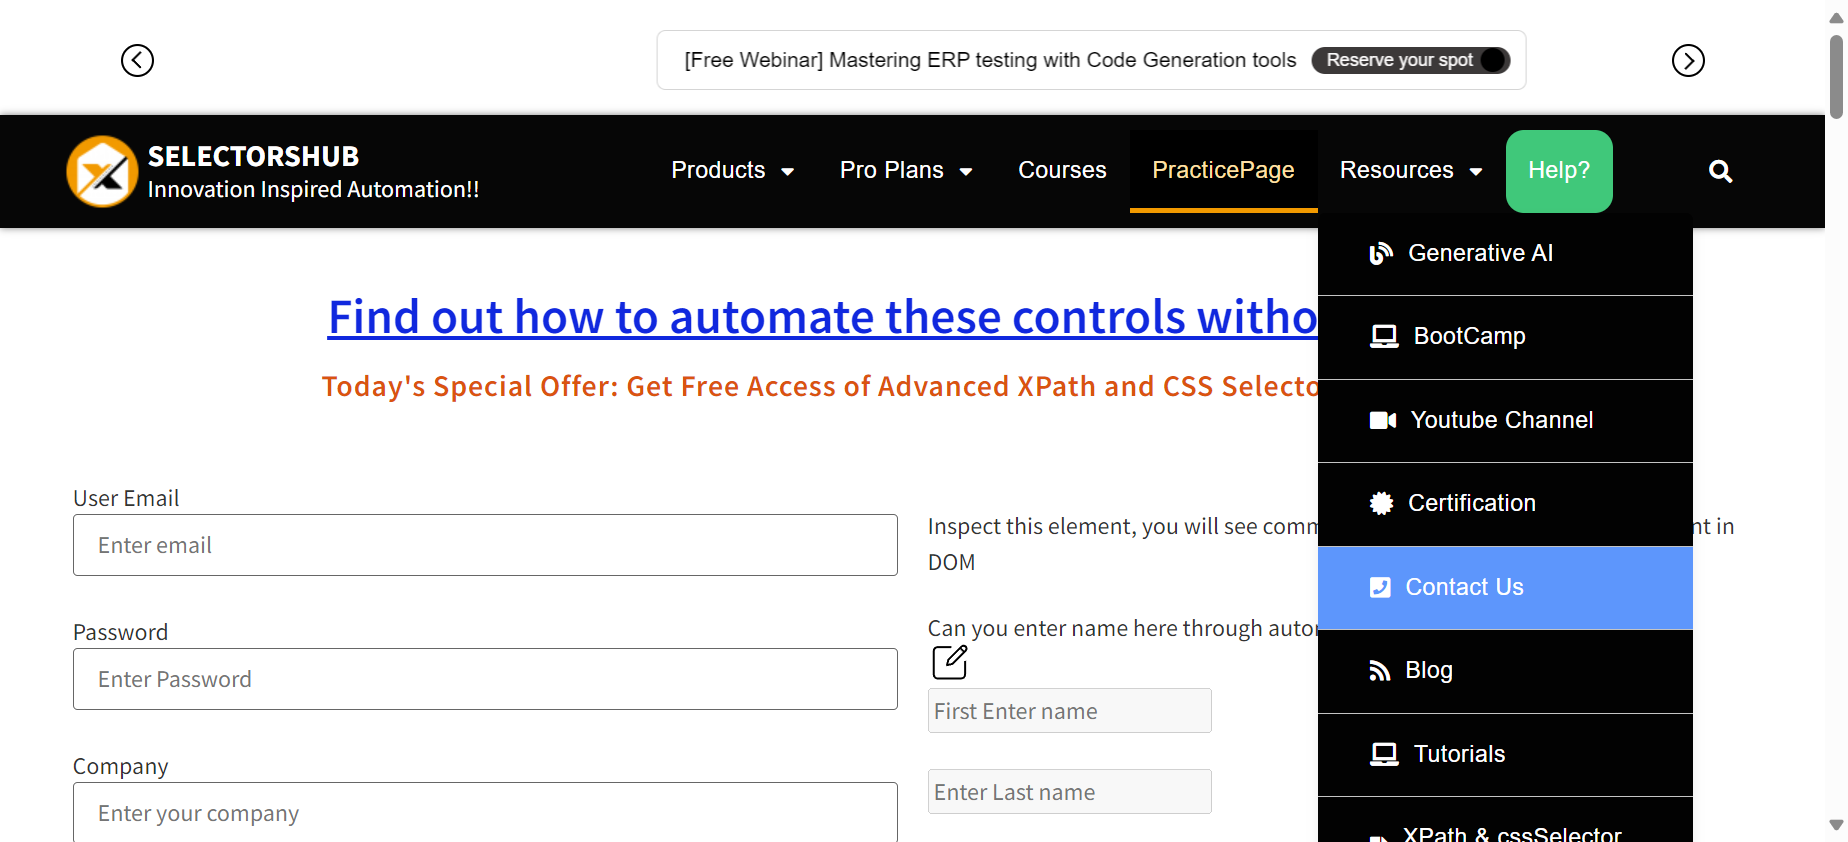 [Free Webinar] Mastering ERP testing with Code Generation tools Reserve your spot
SELECTORSHUB
Innovation Inspired Automation!!
Products Pro Plans Courses PracticePage Resources Help?
Generative AI
BootCamp
Youtube Channel
Certification
Contact Us
Blog
Tutorials
XPath & cssSelector
Find out how to automate these controls witho
Today's Special Offer: Get Free Access of Advanced XPath and CSS Selecto
User Email
Enter email
Password
Enter Password
Company
Enter your company
Inspect this element, you will see comm nt in
DOM
Can you enter name here through auto
First Enter name
Enter Last name